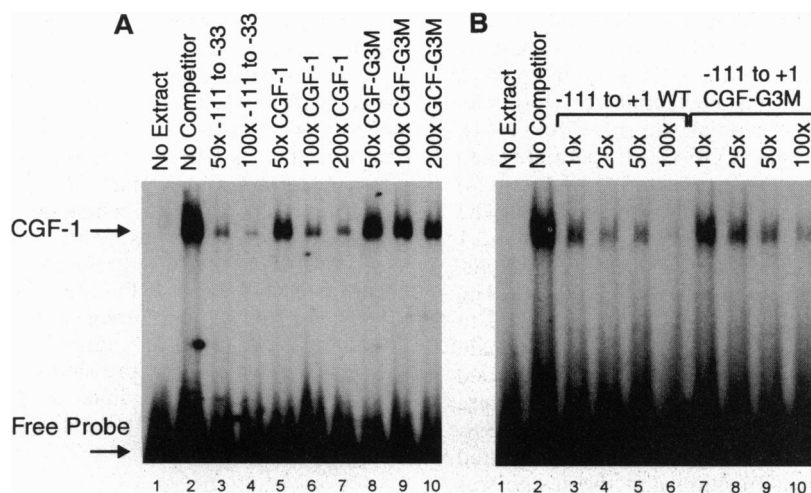 A
No Extract
No Competitor
50x -111 to -33
100x -111 to -33
50x CGF-1
100x CGF-1
200x CGF-1
50x CGF-G3M
100x CGF-G3M
200x GCF-G3M
CGF-1
Free Probe
1 2 3 4 5 6 7 8 9 10
B
No Extract
No Competitor
-111 to +1 WT
-111 to +1
CGF-G3M
10x
25x
50x
100x
10x
25x
50x
100x
1 2 3 4 5 6 7 8 9 10